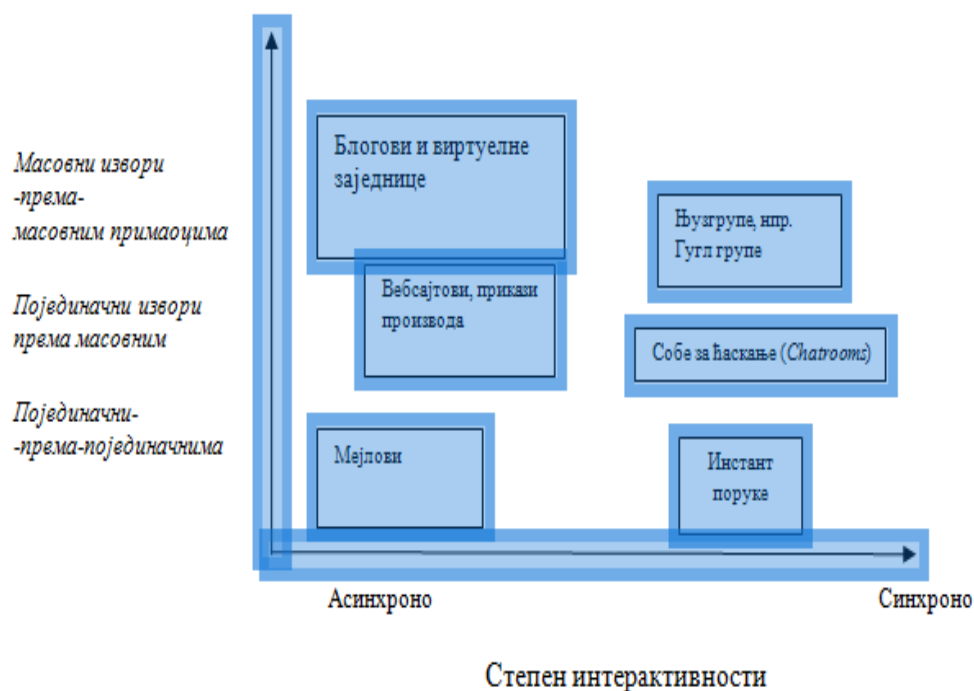 Масовни извори
-према-
масовним примаоцима
Појединачни извори
према масовним
Појединачни-
-према-појединачнима
Блогови и виртуелне
заједнице
Вебсајтови, прикази
производа
Мејлови
Њузгрупе, нпр.
Гугл групе
Собе за ћаскање (Chatrooms)
Инстант
поруке
Асинхроно
Синхроно
Степен интерактивности